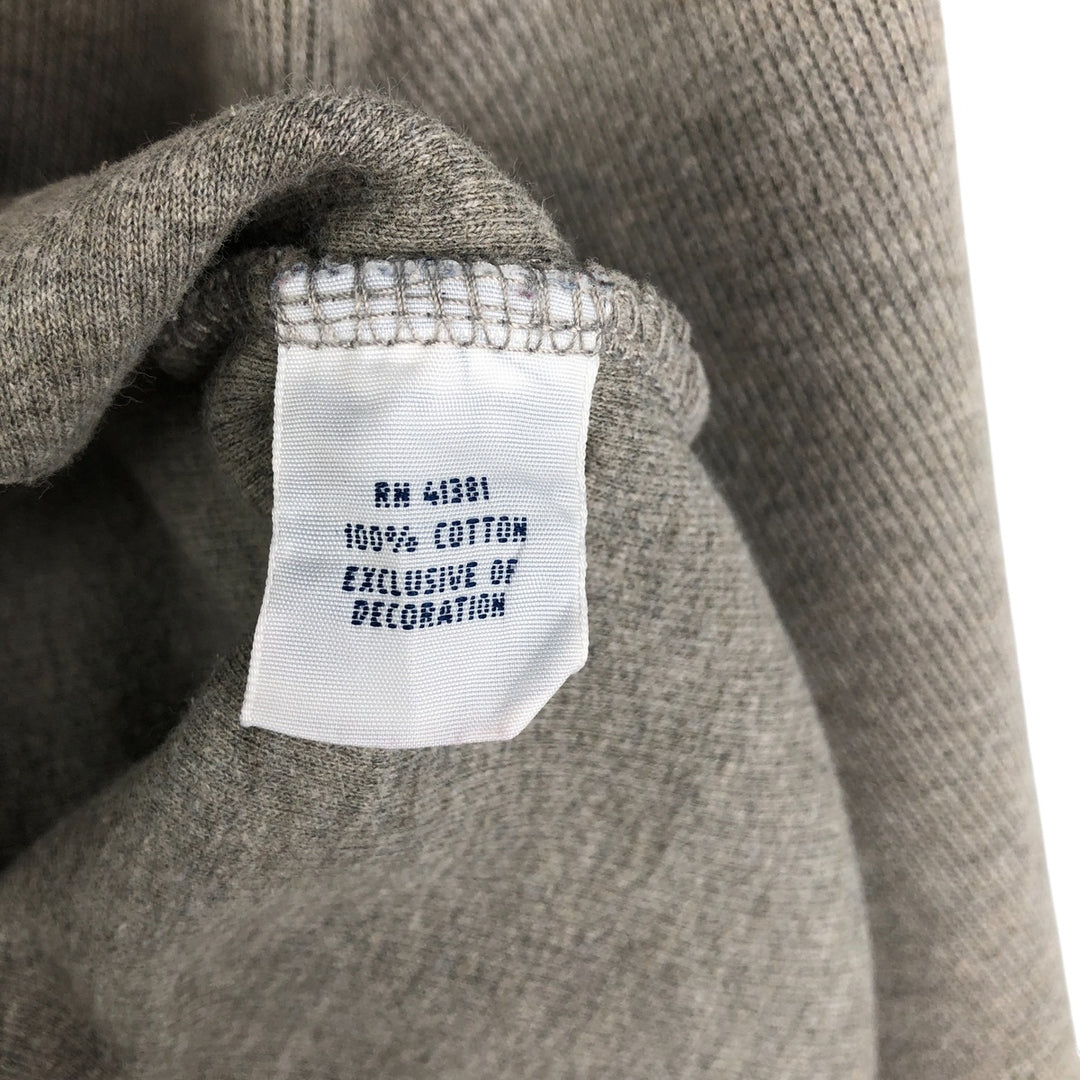 RN 41381
100% COTTON
EXCLUSIVE OF
DECORATION